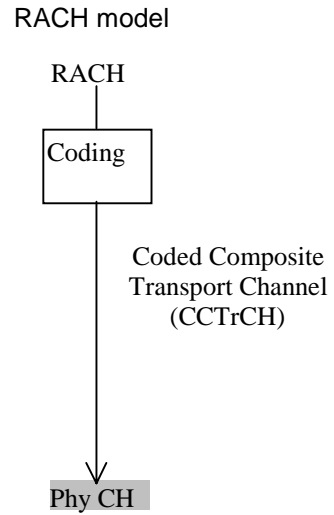 RACH model
RACH
Coding
Coded Composite
Transport Channel
(CCTrCH)
Phy CH